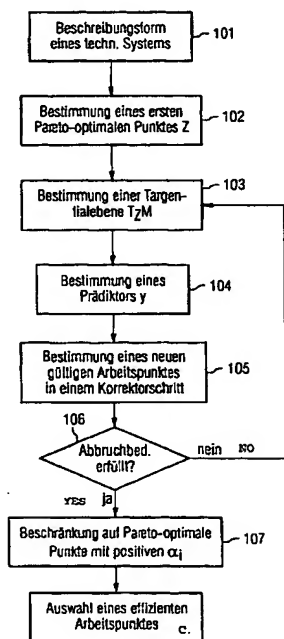 Beschreibungsform
eines techn. Systems
101
Bestimmung eines ersten
Pareto-optimalen Punktes Z
102
103
Bestimmung einer Targen-
tialebene TZM
Bestimmung eines
Prädiktors y
104
Bestimmung eines neuen
gültigen Arbeitspunktes
in einem Korrektorschritt
105
106
Abbruchbed.
erfüllt?
nein NO
YES ja
Beschränkung auf Pareto-optimale
Punkte mit positiven αi
107
Auswahl eines effizienten
Arbeitspunktes
C.